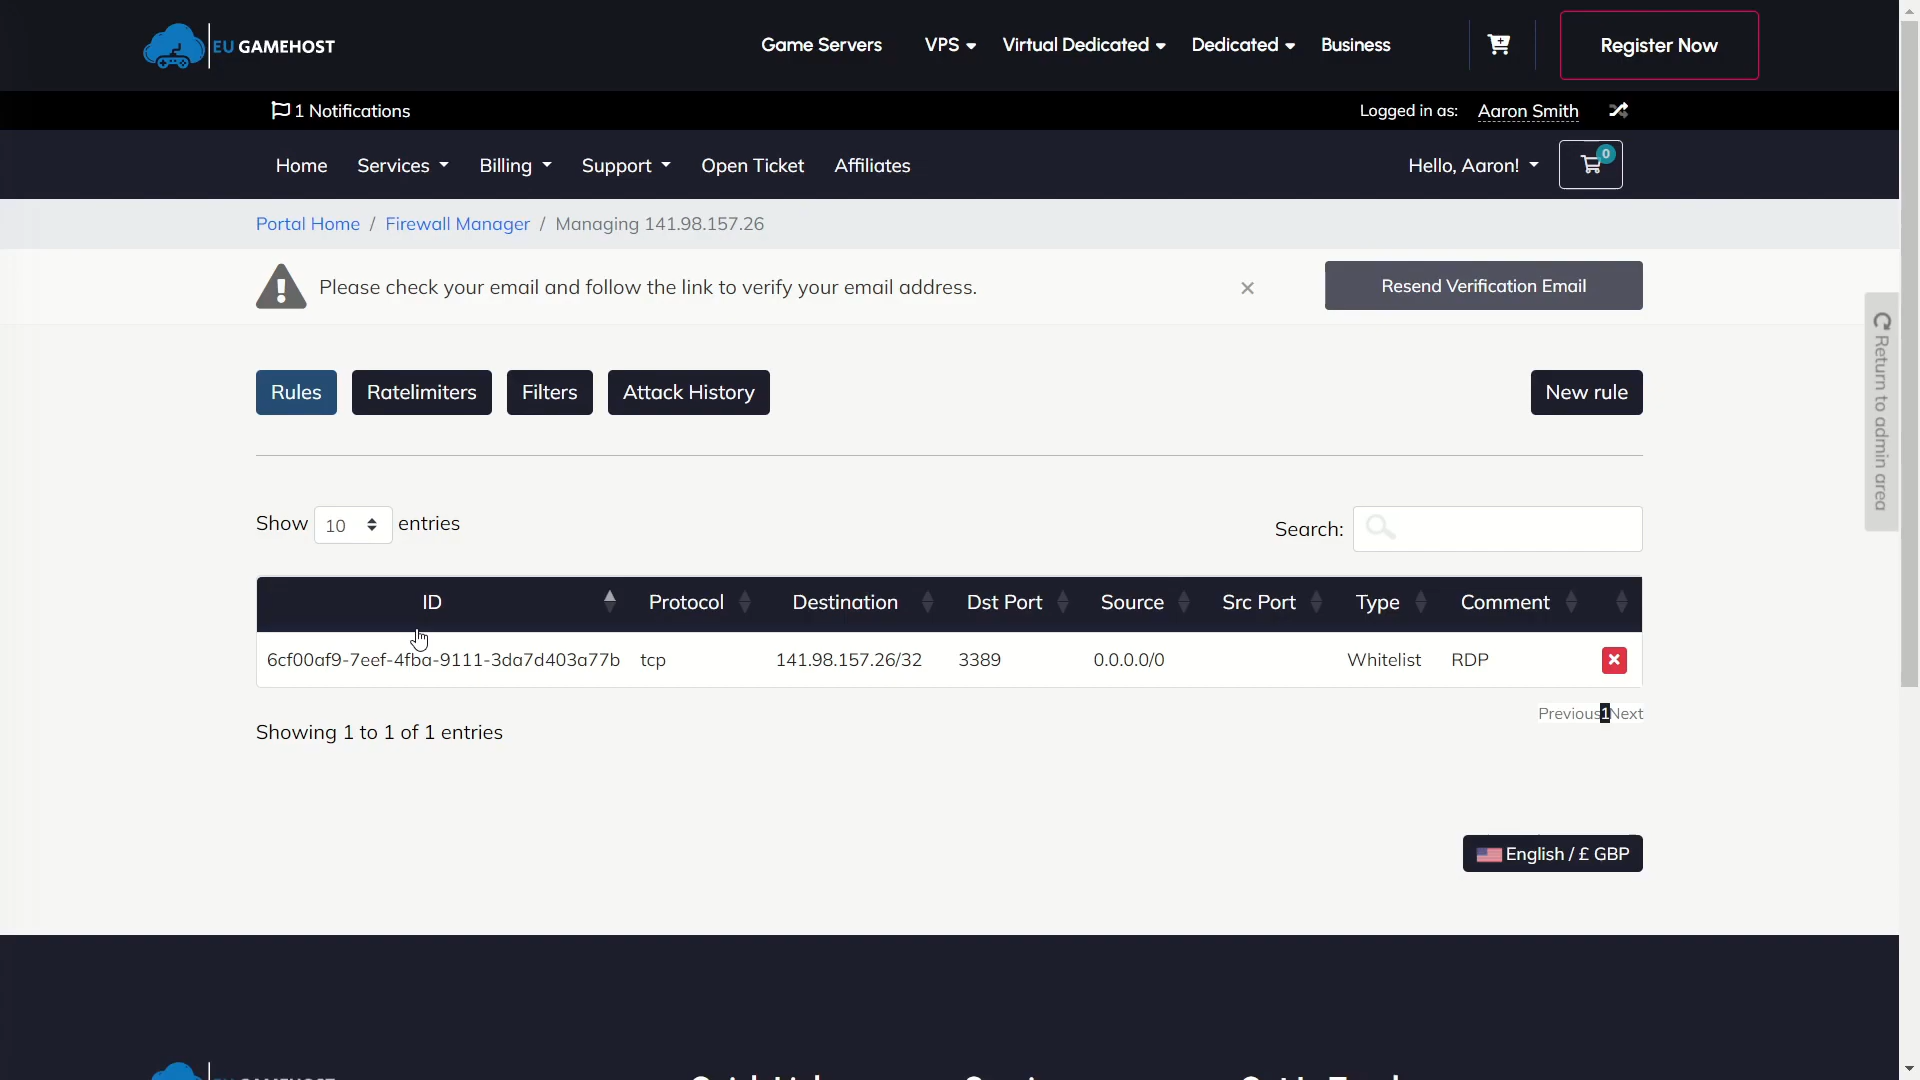 EU GAMEHOST
Game Servers VPS Virtual Dedicated Dedicated Business Register Now
1 Notifications Logged in as: Aaron Smith
Home Services Billing Support Open Ticket Affiliates Hello, Aaron! 0
Portal Home / Firewall Manager / Managing 141.98.157.26
Please check your email and follow the link to verify your email address. × Resend Verification Email
Return to admin area
Rules Ratelimiters Filters Attack History New rule
Show 10 entries Search:
ID Protocol Destination Dst Port Source Src Port Type Comment
6cf00af9-7eef-4fba-9111-3da7d403a77b tcp 141.98.157.26/32 3389 0.0.0.0/0 Whitelist RDP
Previous 1 Next
Showing 1 to 1 of 1 entries
English / £ GBP